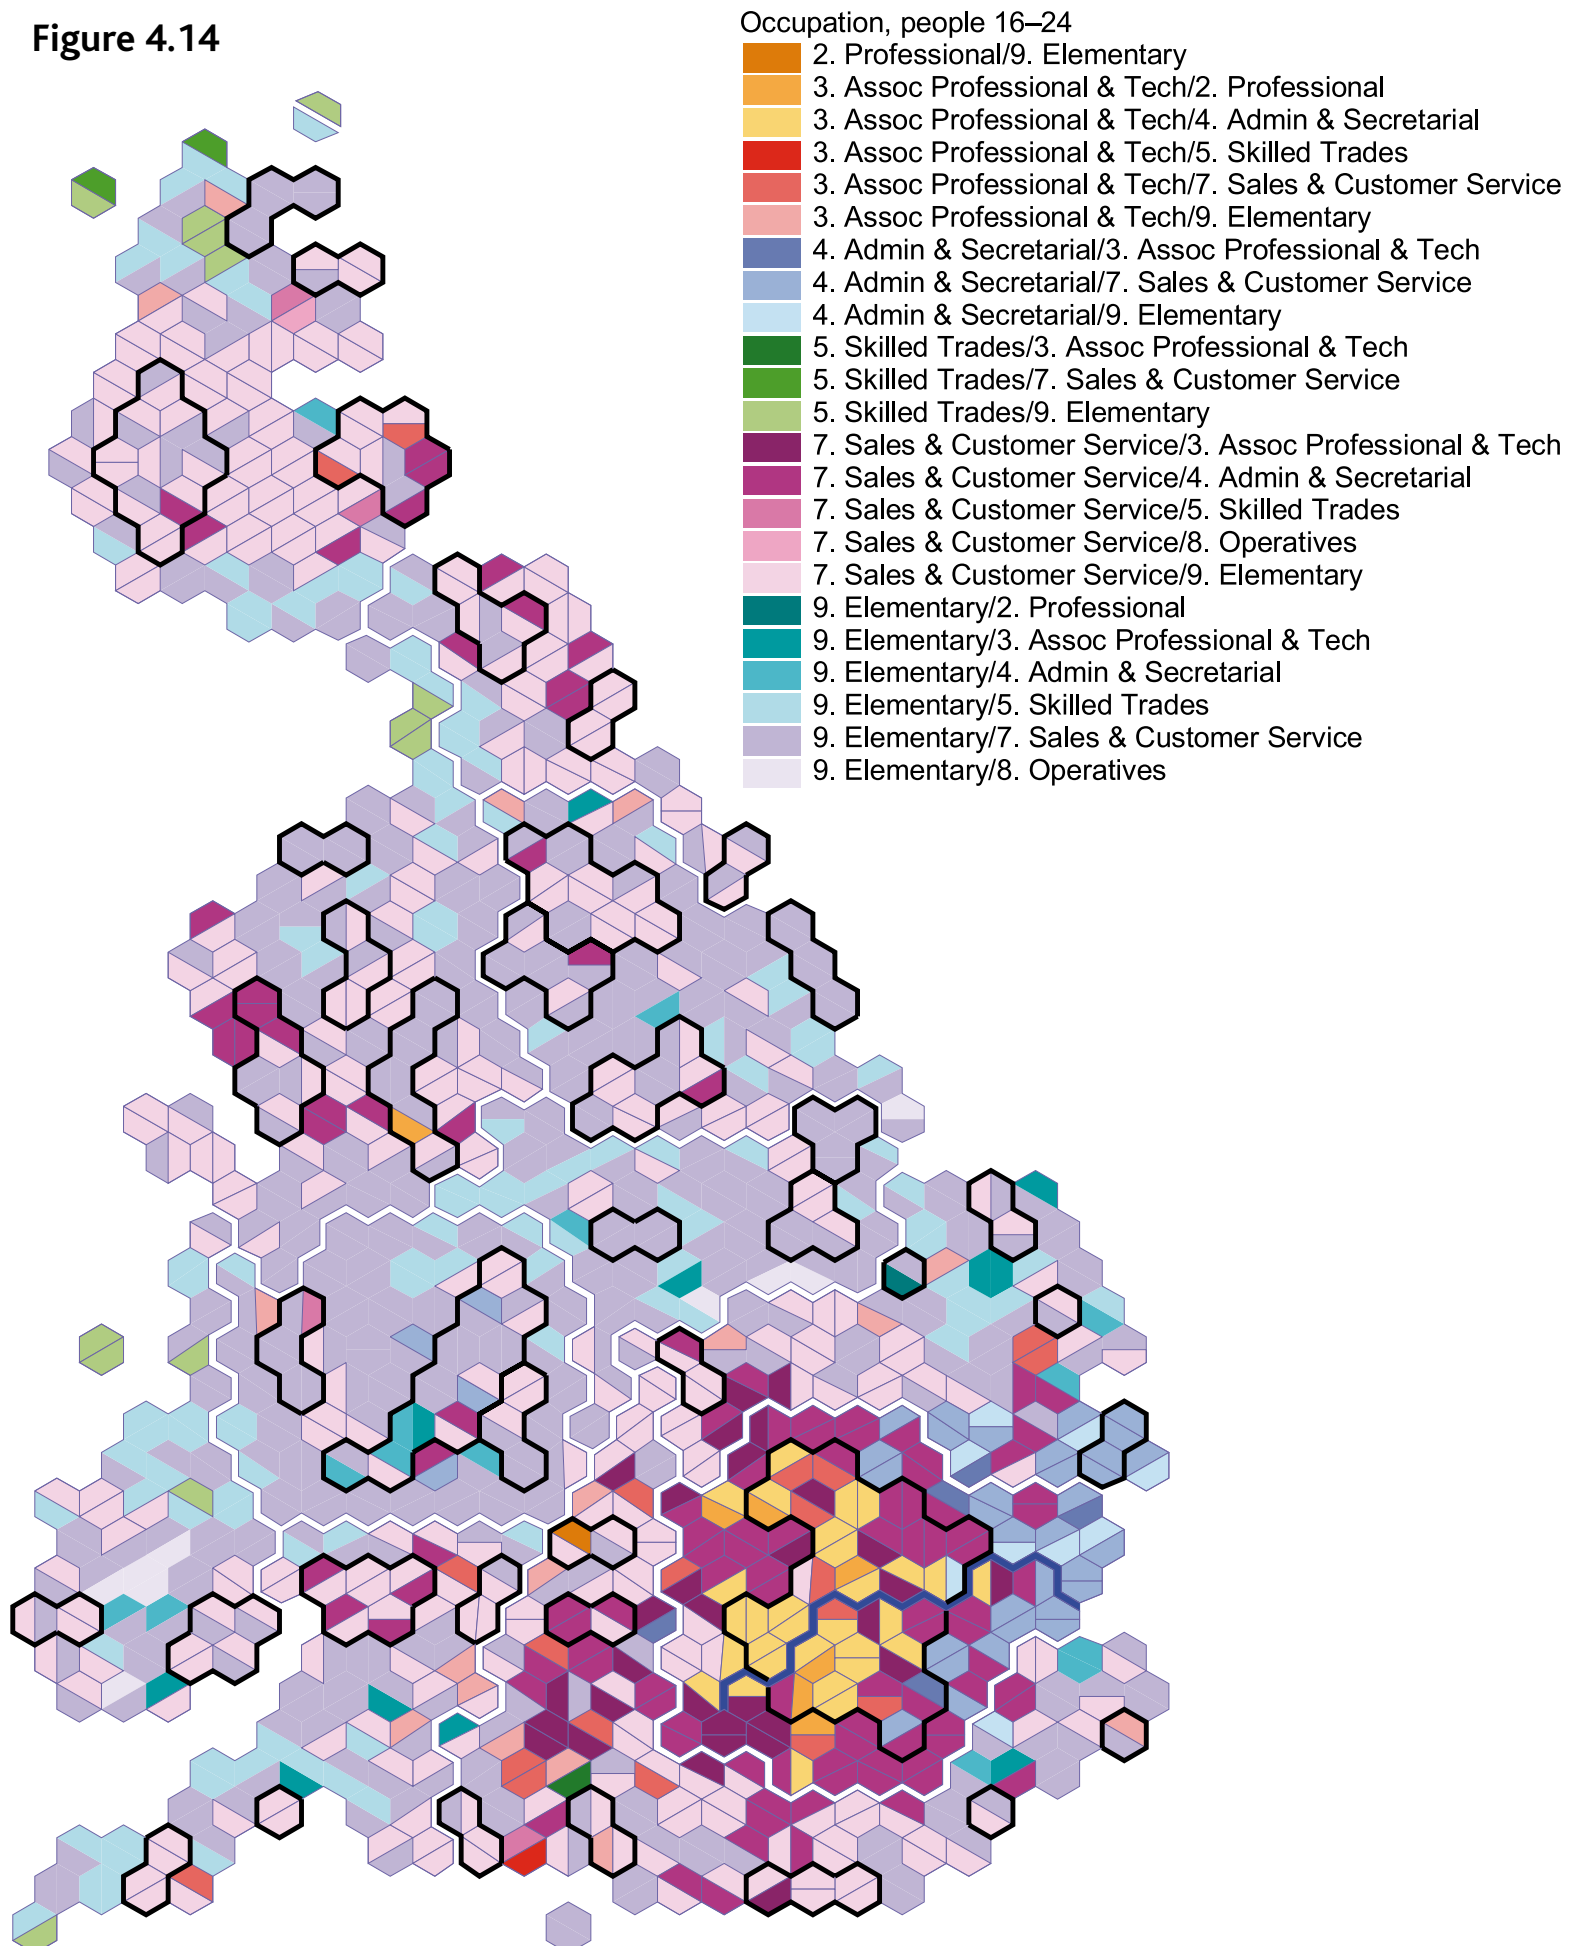 Figure 4.14
Occupation, people 16–24
2. Professional/9. Elementary
3. Assoc Professional & Tech/2. Professional
3. Assoc Professional & Tech/4. Admin & Secretarial
3. Assoc Professional & Tech/5. Skilled Trades
3. Assoc Professional & Tech/7. Sales & Customer Service
3. Assoc Professional & Tech/9. Elementary
4. Admin & Secretarial/3. Assoc Professional & Tech
4. Admin & Secretarial/7. Sales & Customer Service
4. Admin & Secretarial/9. Elementary
5. Skilled Trades/3. Assoc Professional & Tech
5. Skilled Trades/7. Sales & Customer Service
5. Skilled Trades/9. Elementary
7. Sales & Customer Service/3. Assoc Professional & Tech
7. Sales & Customer Service/4. Admin & Secretarial
7. Sales & Customer Service/5. Skilled Trades
7. Sales & Customer Service/8. Operatives
7. Sales & Customer Service/9. Elementary
9. Elementary/2. Professional
9. Elementary/3. Assoc Professional & Tech
9. Elementary/4. Admin & Secretarial
9. Elementary/5. Skilled Trades
9. Elementary/7. Sales & Customer Service
9. Elementary/8. Operatives